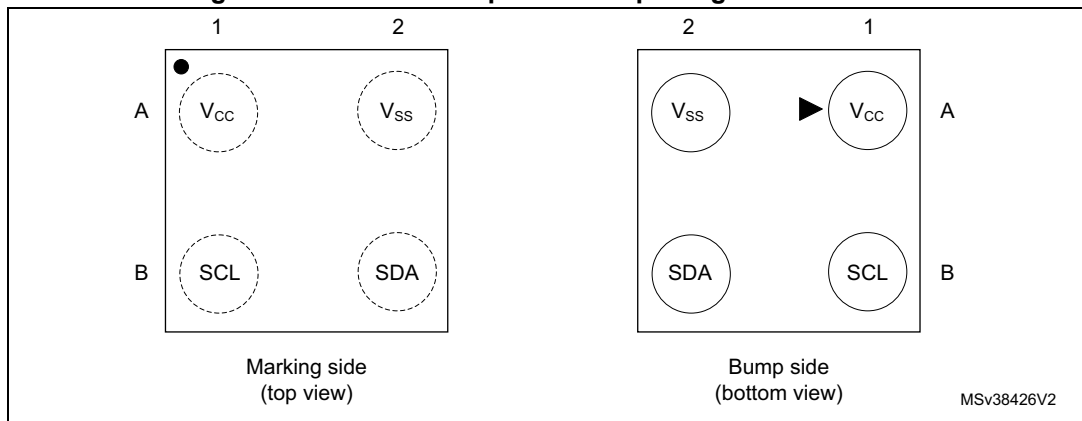 1 2 2 1
A V_CC V_SS V_SS V_CC A
B SCL SDA SDA SCL B
Marking side Bump side
(top view) (bottom view)
MSv38426V2